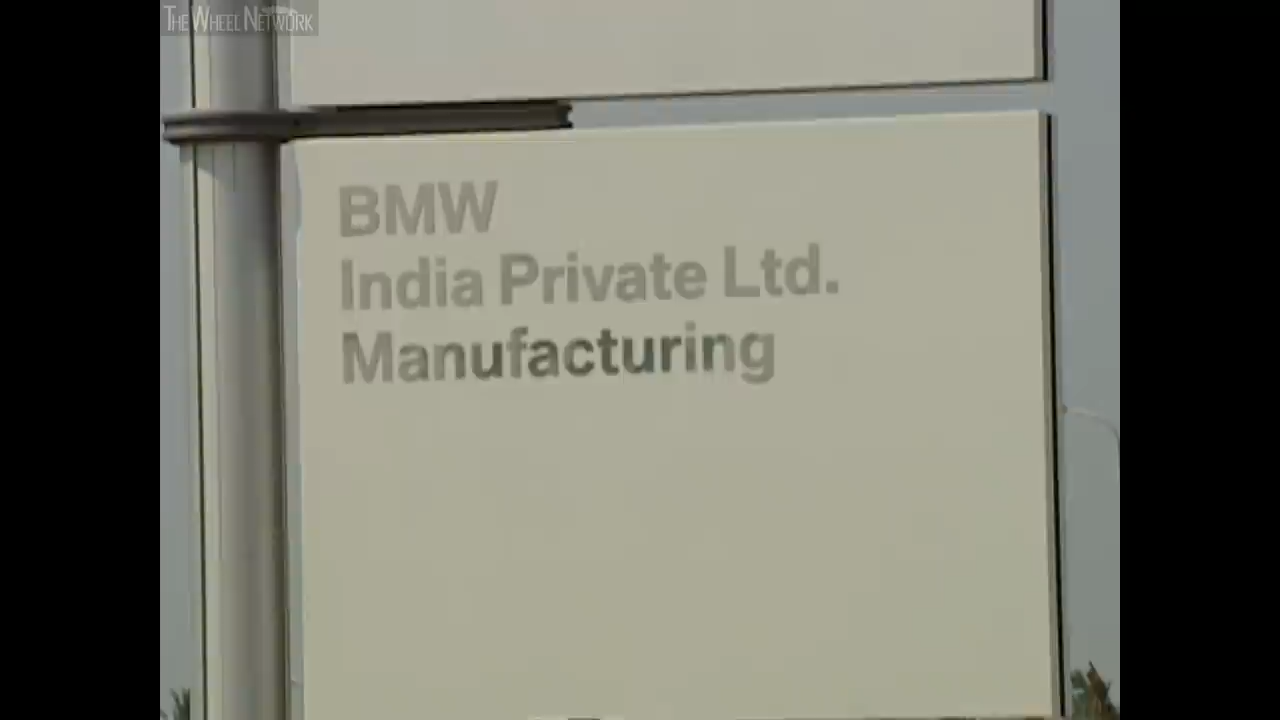 THE WHEEL NETWORK
BMW
India Private Ltd.
Manufacturing